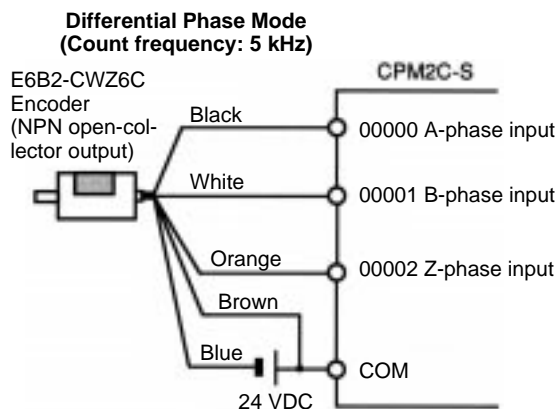 Differential Phase Mode
(Count frequency: 5 kHz)
CPM2C-S
E6B2-CWZ6C
Encoder
(NPN open-col-
lector output)
Black
00000 A-phase input
White
00001 B-phase input
Orange
00002 Z-phase input
Brown
Blue
COM
24 VDC